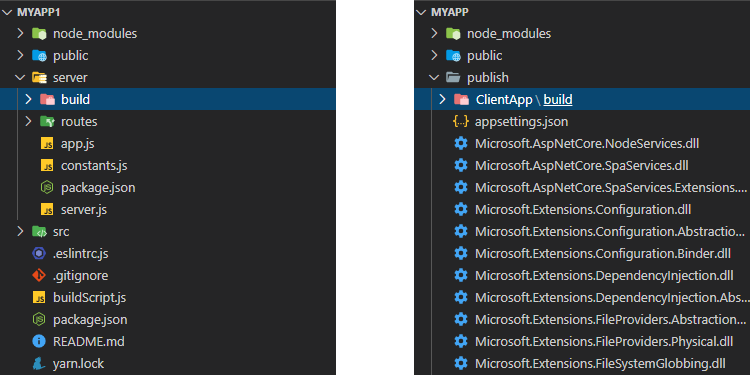 MYAPP1
node_modules
public
server
build
routes
app.js
constants.js
package.json
server.js
src
.eslintrc.js
.gitignore
buildScript.js
package.json
README.md
yarn.lock
MYAPP
node_modules
public
publish
ClientApp \ build
appsettings.json
Microsoft.AspNetCore.NodeServices.dll
Microsoft.AspNetCore.SpaServices.dll
Microsoft.AspNetCore.SpaServices.Extensions....
Microsoft.Extensions.Configuration.dll
Microsoft.Extensions.Configuration.Abstractio...
Microsoft.Extensions.Configuration.Binder.dll
Microsoft.Extensions.DependencyInjection.dll
Microsoft.Extensions.DependencyInjection.Abs...
Microsoft.Extensions.FileProviders.Abstraction...
Microsoft.Extensions.FileProviders.Physical.dll
Microsoft.Extensions.FileSystemGlobbing.dll